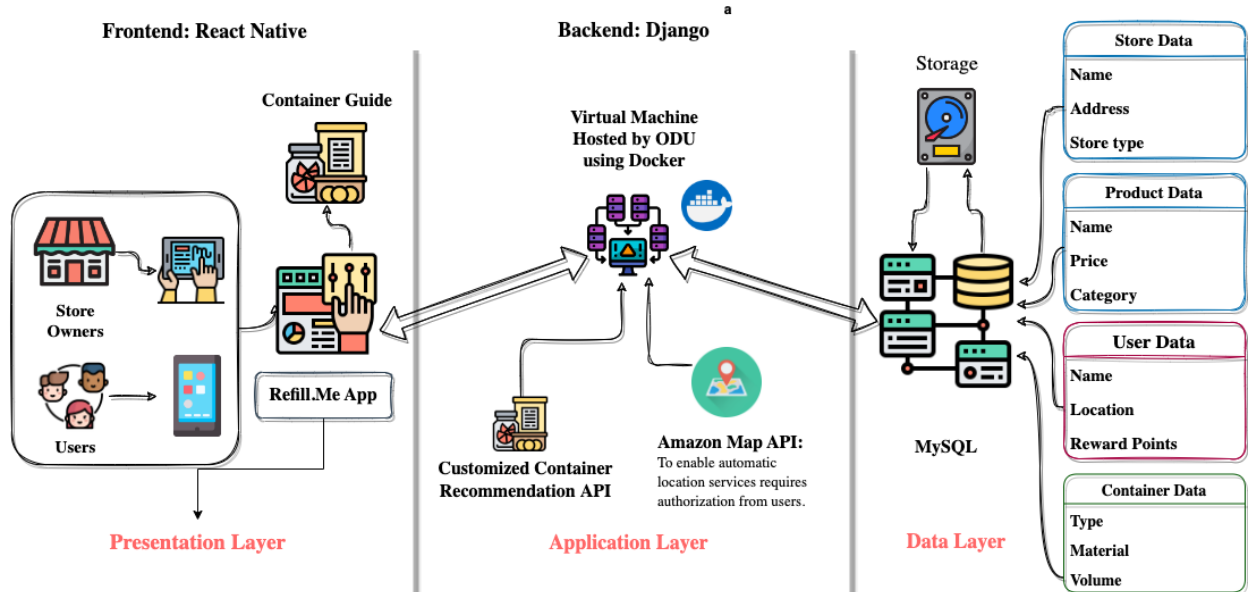 a
Frontend: React Native
Backend: Django
Container Guide
Store
Owners
Users
Refill.Me App
Presentation Layer
Virtual Machine
Hosted by ODU
using Docker
Customized Container
Recommendation API
Amazon Map API:
To enable automatic
location services requires
authorization from users.
Application Layer
Storage
MySQL
Data Layer
Store Data
Name
Address
Store type
Product Data
Name
Price
Category
User Data
Name
Location
Reward Points
Container Data
Type
Material
Volume